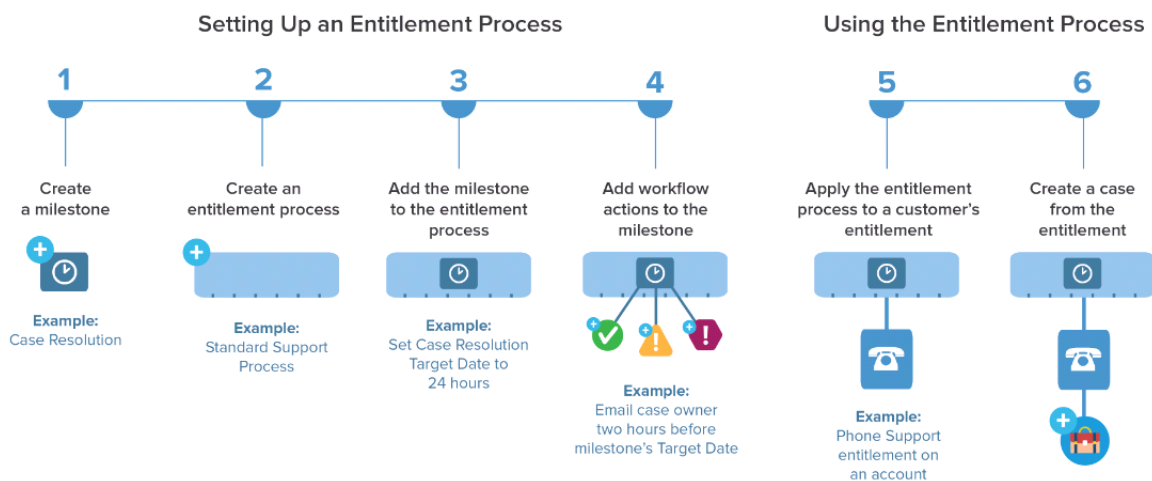 Setting Up an Entitlement Process
Using the Entitlement Process
1
2
3
4
5
6
Create
a milestone
Create an
entitlement process
Add the milestone
to the entitlement
process
Add workflow
actions to the
milestone
Apply the entitlement
process to a customer's
entitlement
Create a case
from the
entitlement
Example:
Case Resolution
Example:
Standard Support
Process
Example:
Set Case Resolution
Target Date to
24 hours
Example:
Email case owner
two hours before
milestone's Target Date
Example:
Phone Support
entitlement on
an account